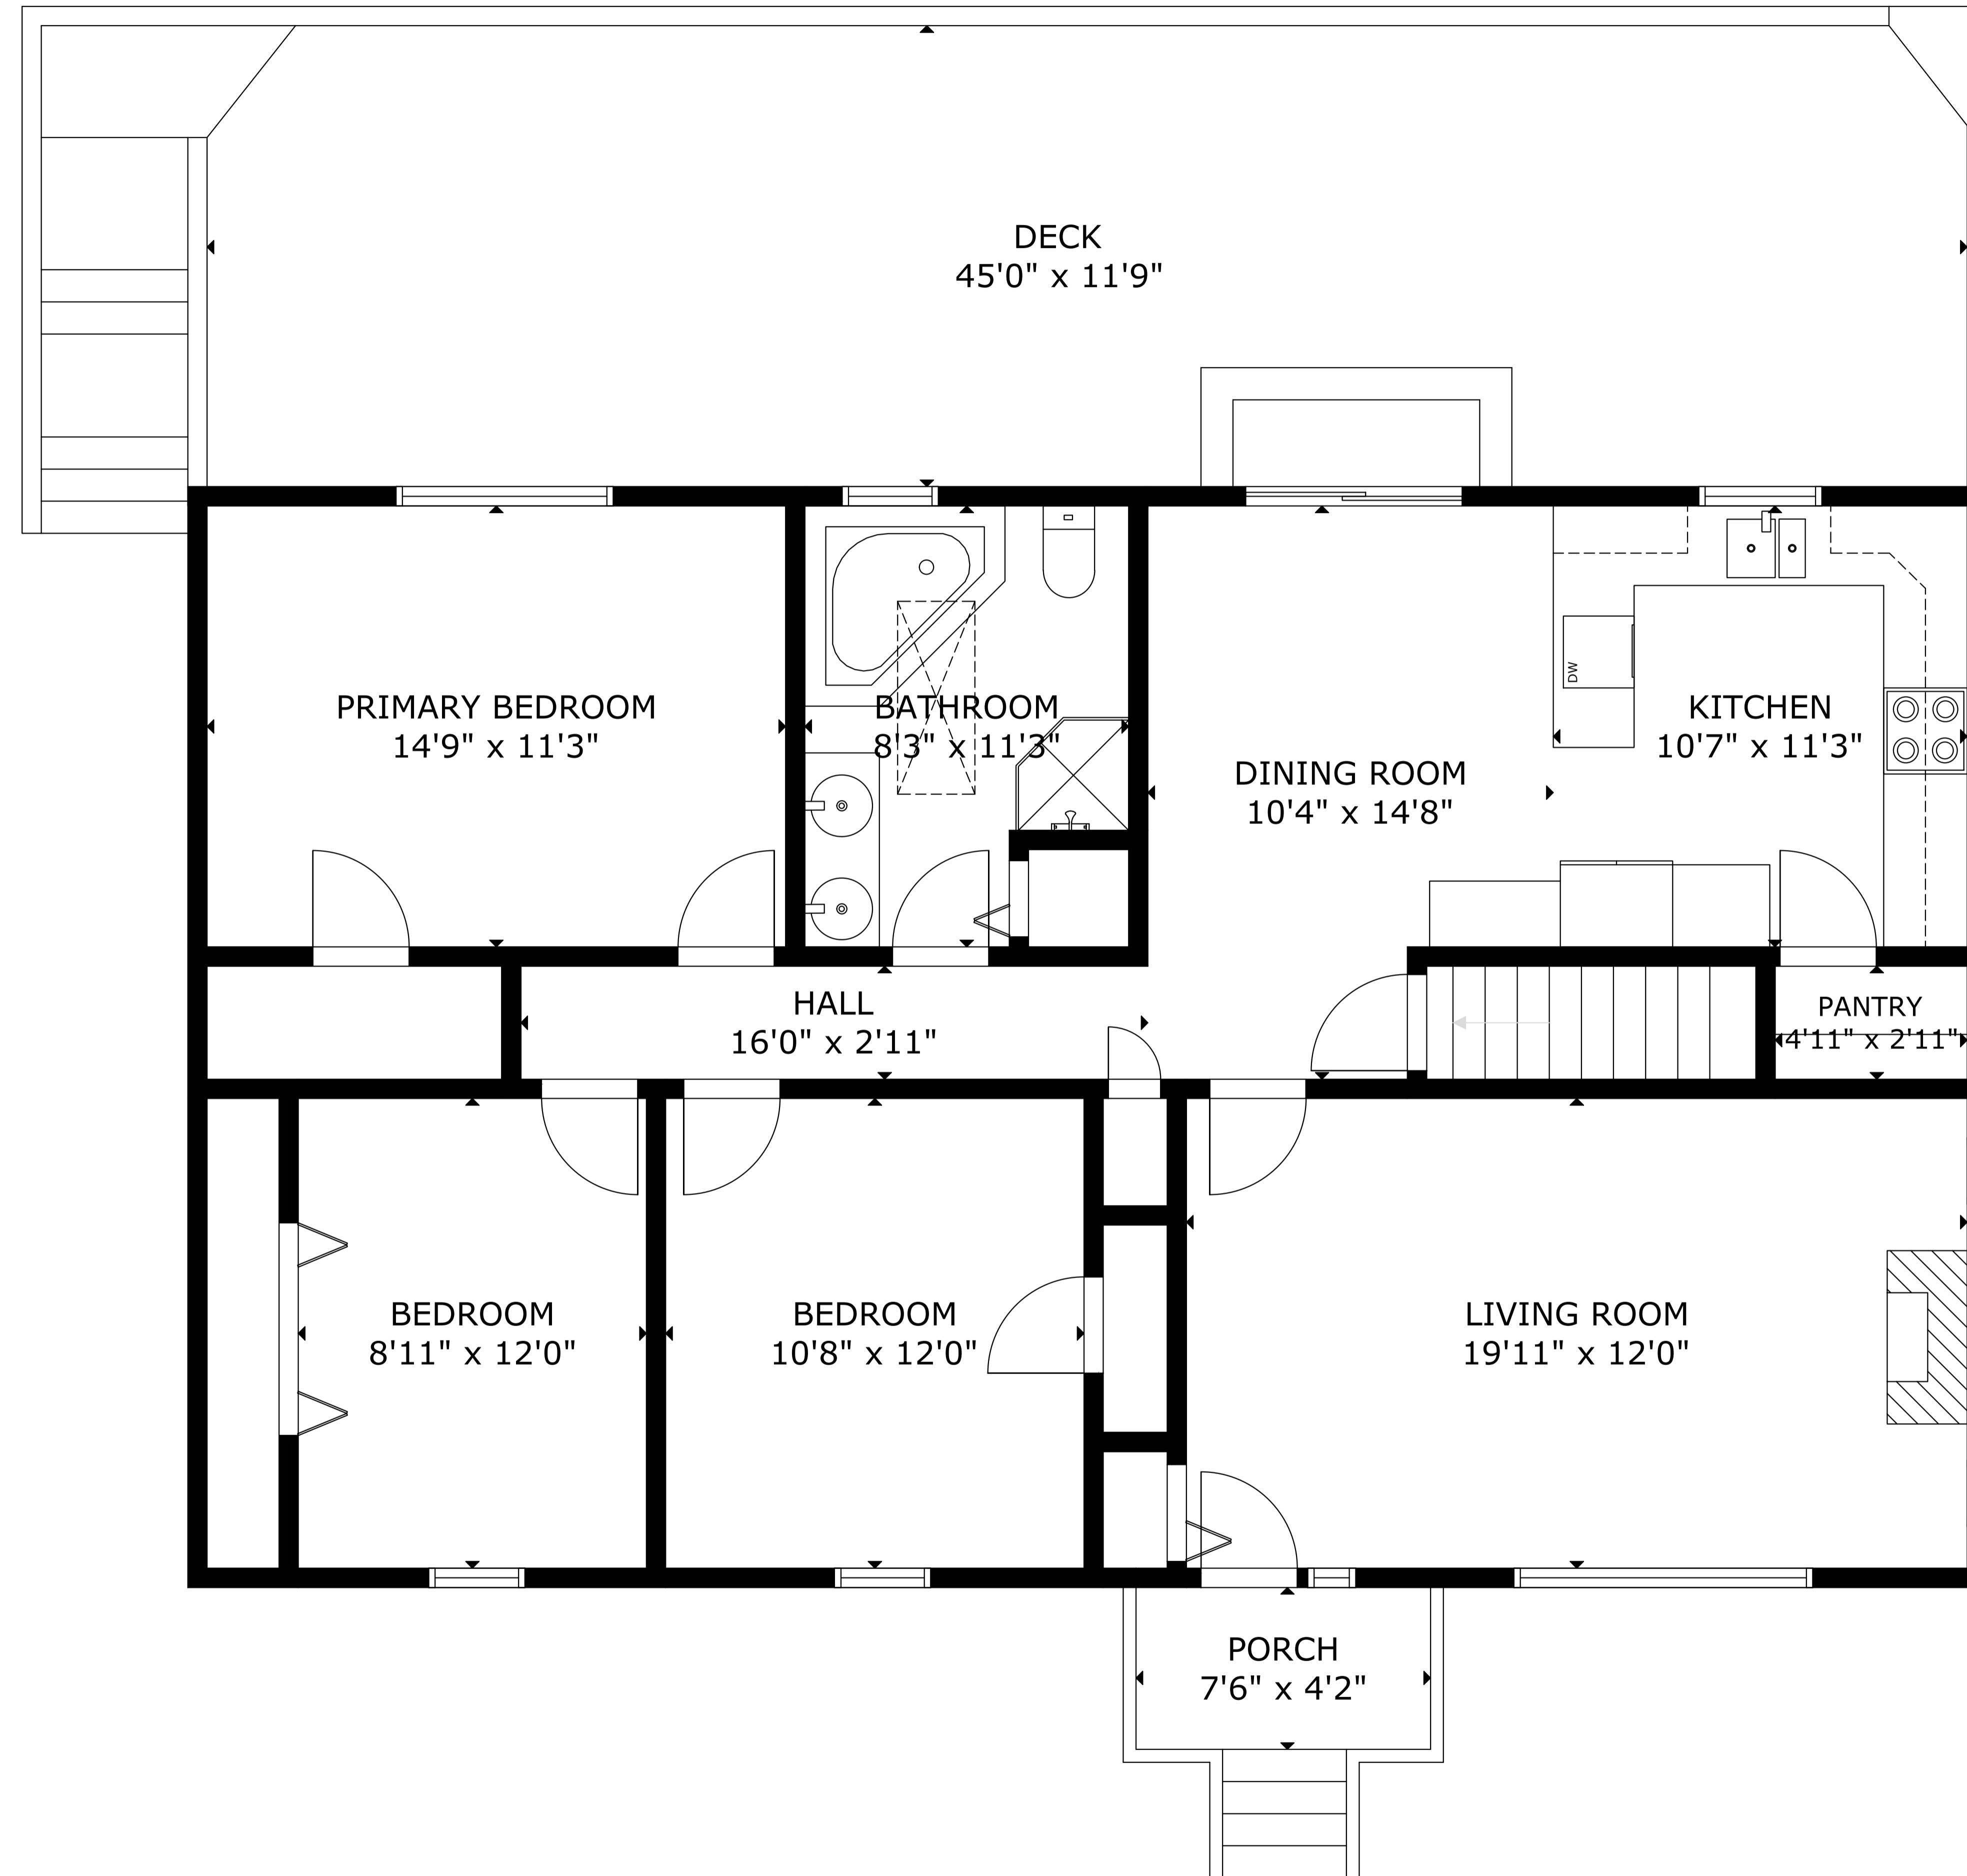 DECK
45'0" x 11'9"
PRIMARY BEDROOM
14'9" x 11'3"
BATHROOM
8'3" x 11'3"
DINING ROOM
10'4" x 14'8"
DW
KITCHEN
10'7" x 11'3"
HALL
16'0" x 2'11"
PANTRY
4'11" x 2'11"
BEDROOM
8'11" x 12'0"
BEDROOM
10'8" x 12'0"
LIVING ROOM
19'11" x 12'0"
PORCH
7'6" x 4'2"